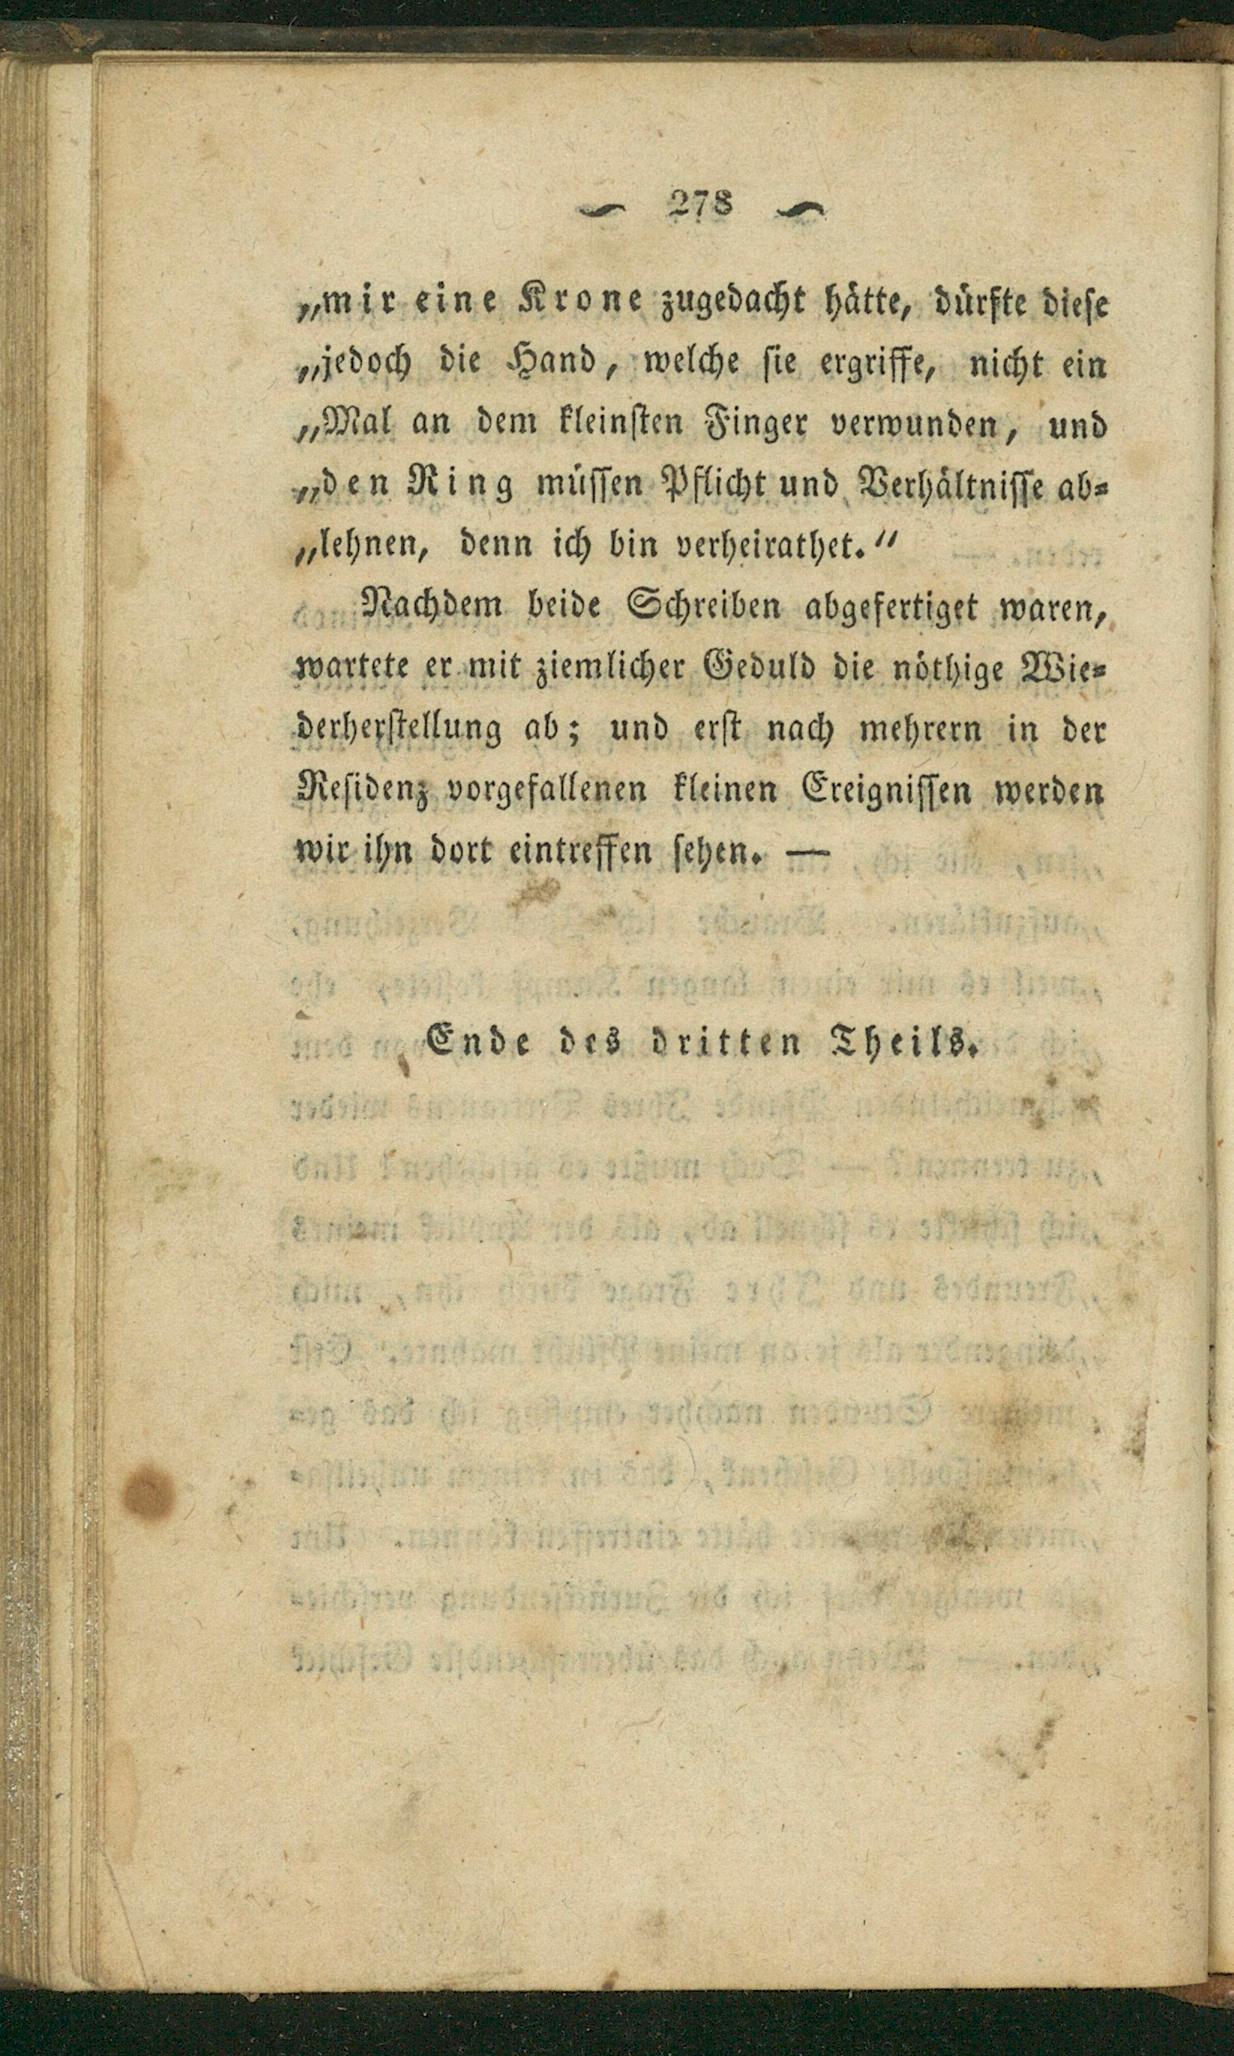 ~ 278 ~
„mir eine Krone zugedacht hätte, dürfte diese
„jedoch die Hand, welche sie ergriffe, nicht ein
„Mal an dem kleinsten Finger verwunden, und
„den Ring müssen Pflicht und Verhältnisse ab-
„lehnen, denn ich bin verheirathet.“
Nachdem beide Schreiben abgefertiget waren,
wartete er mit ziemlicher Geduld die nöthige Wie-
derherstellung ab; und erst nach mehrern in der
Residenz vorgefallenen kleinen Ereignissen werden
wir ihn dort eintreffen sehen. —
Ende des dritten Theils.